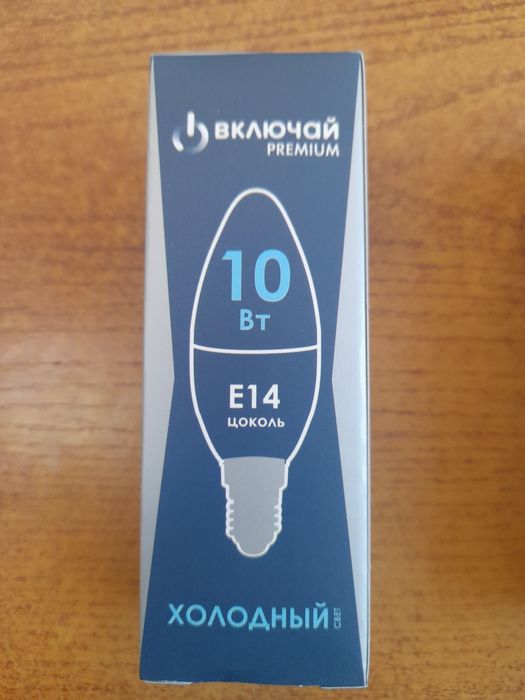 ВКЛЮЧАЙ
PREMIUM
10
Вт
E14
цоколь
ХОЛОДНЫЙ
СВЕТ